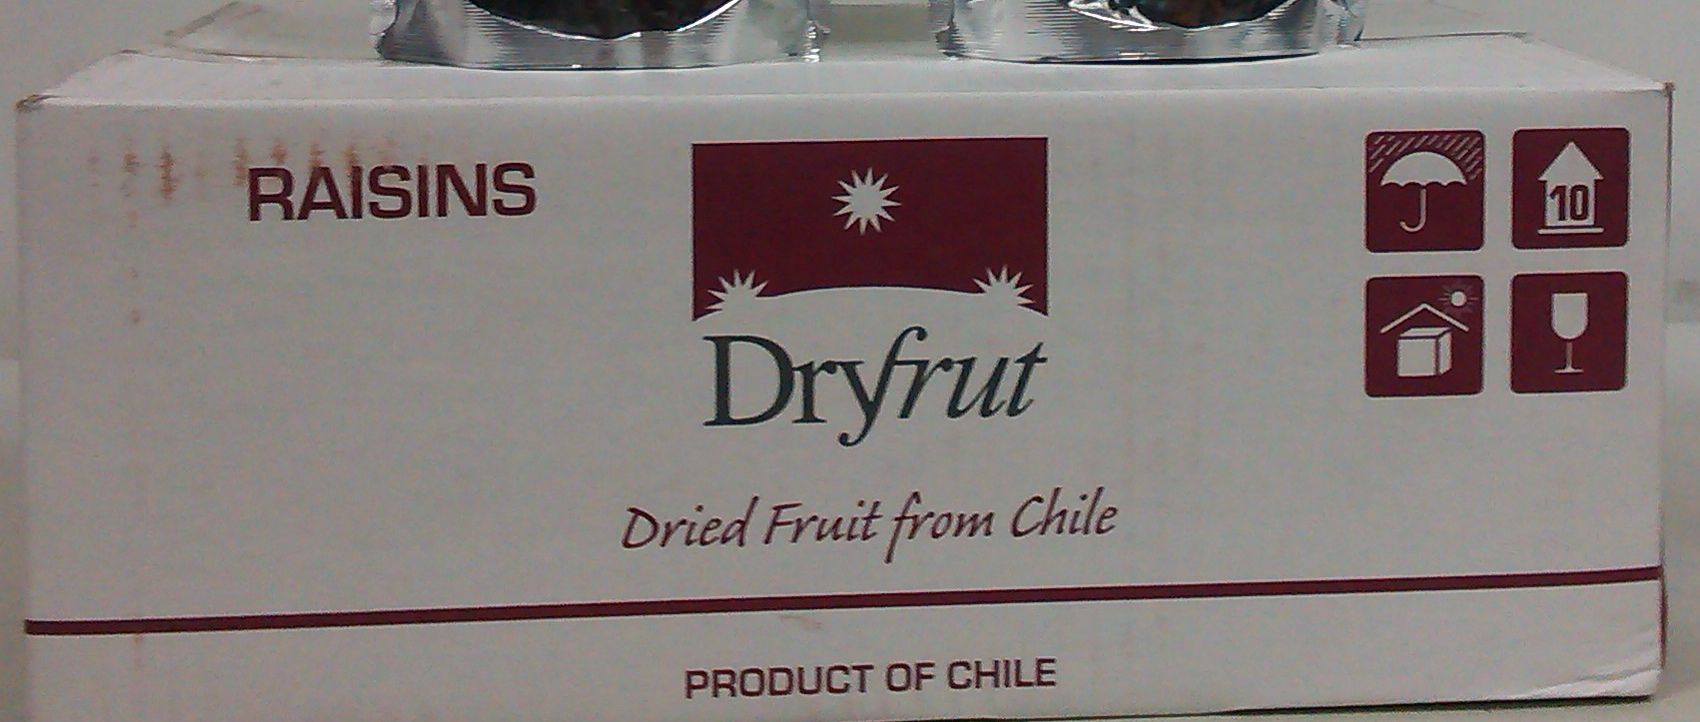 RAISINS
10
Dryfrut
Dried Fruit from Chile
PRODUCT OF CHILE